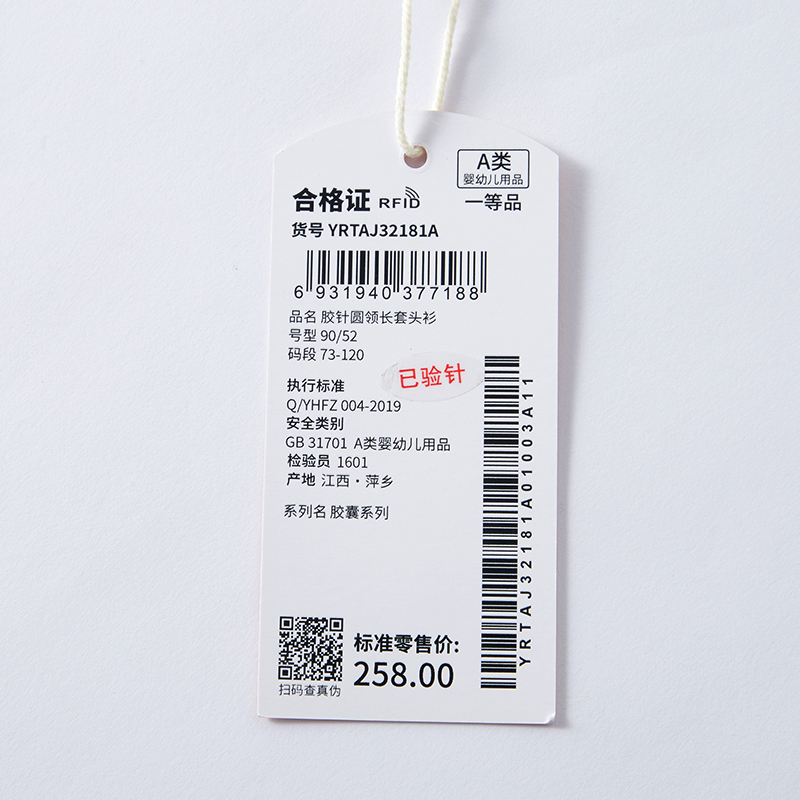 A类
婴幼儿用品
合格证 RFID
一等品
货号 YRTAJ32181A
6 931940 377188
品名 胶针圆领长套头衫
号型 90/52
码段 73-120
已验针
执行标准
Q/YHFZ 004-2019
安全类别
GB 31701 A类婴幼儿用品
检验员 1601
产地 江西·萍乡
系列名 胶囊系列
YRTAJ32181A01003A11
标准零售价:
258.00
扫码查真伪